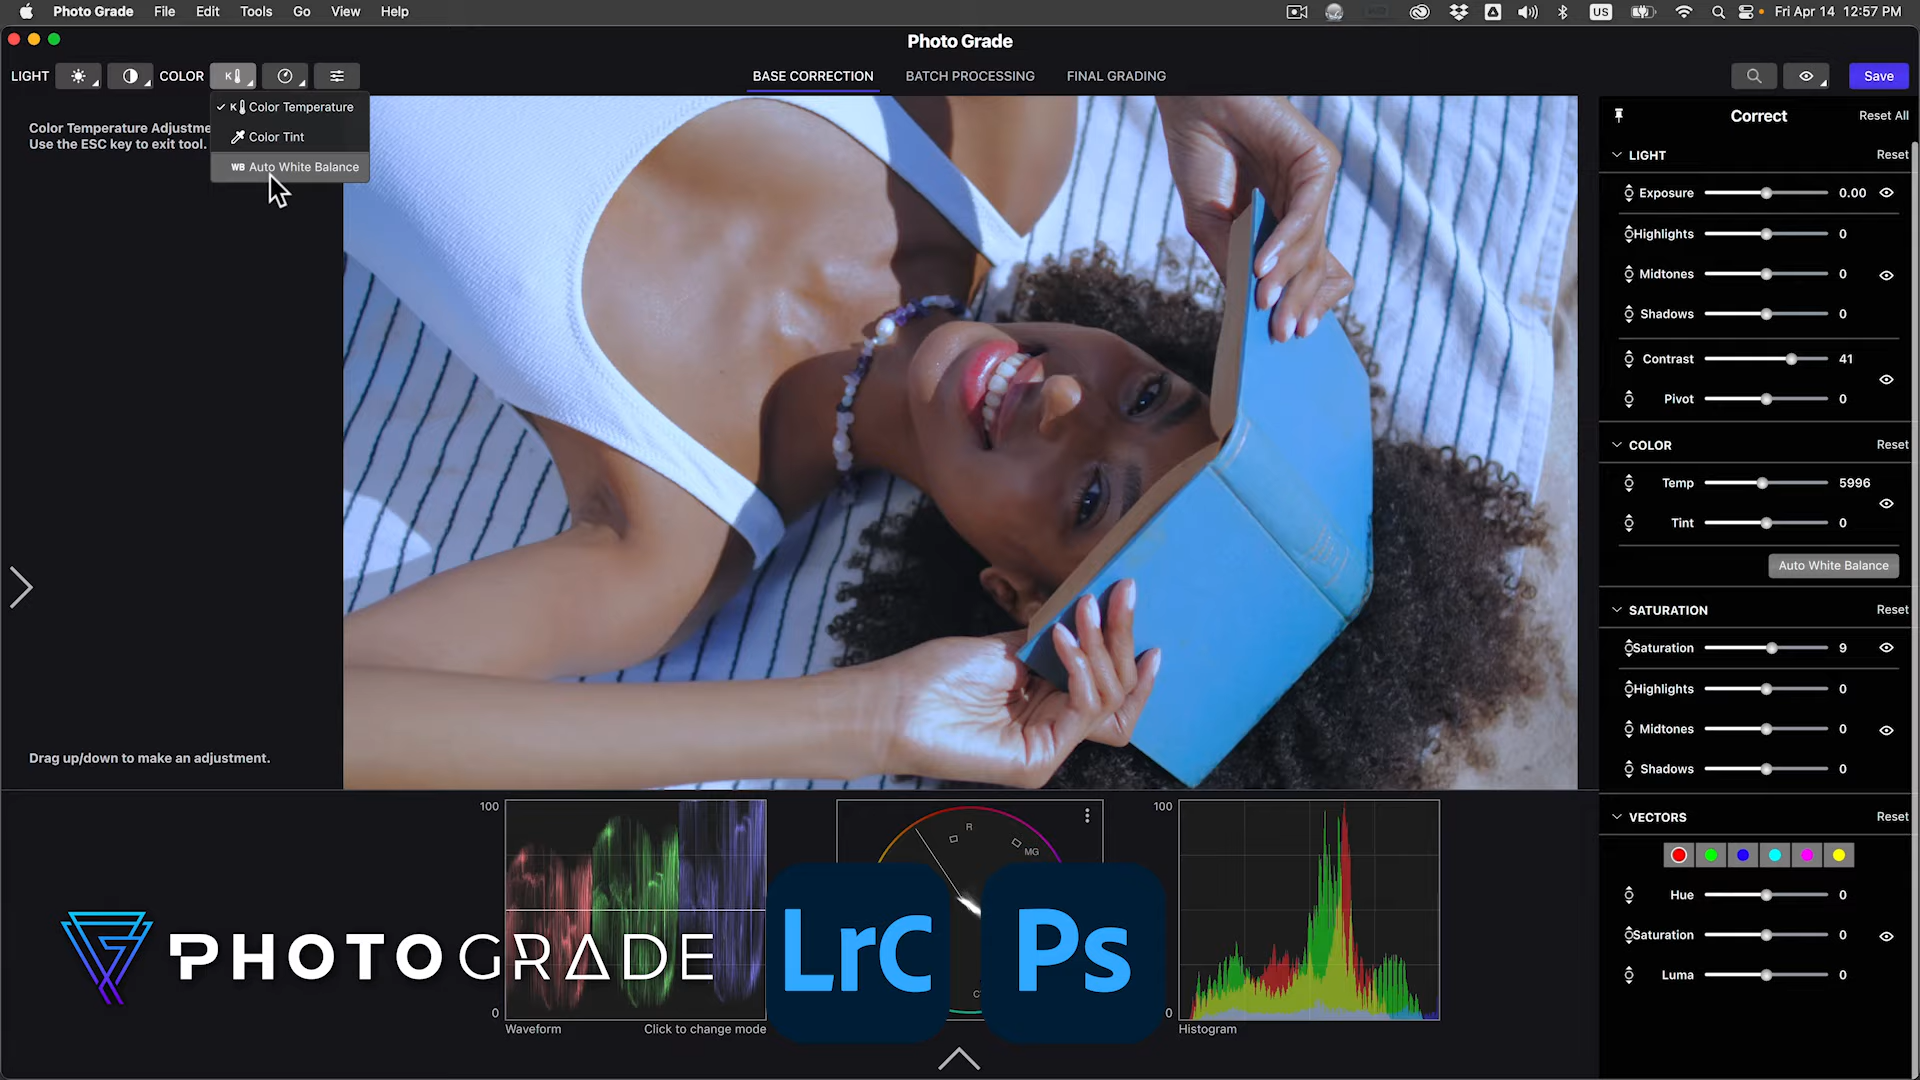 Photo Grade File Edit Tools Go View Help
US Fri Apr 14 12:57 PM
Photo Grade
LIGHT COLOR K
BASE CORRECTION BATCH PROCESSING FINAL GRADING
Save
K Color Temperature
Color Tint
WB Auto White Balance
Color Temperature Adjustme
Use the ESC key to exit tool.
Drag up/down to make an adjustment.
Correct Reset All
LIGHT Reset
Exposure 0.00
Highlights 0
Midtones 0
Shadows 0
Contrast 41
Pivot 0
COLOR Reset
Temp 5996
Tint 0
Auto White Balance
SATURATION Reset
Saturation 9
Highlights 0
Midtones 0
Shadows 0
VECTORS Reset
Hue 0
Saturation 0
Luma 0
100
0
Waveform Click to change mode
R
MG
C
100
0
Histogram
PHOTOGRADE
LrC
Ps